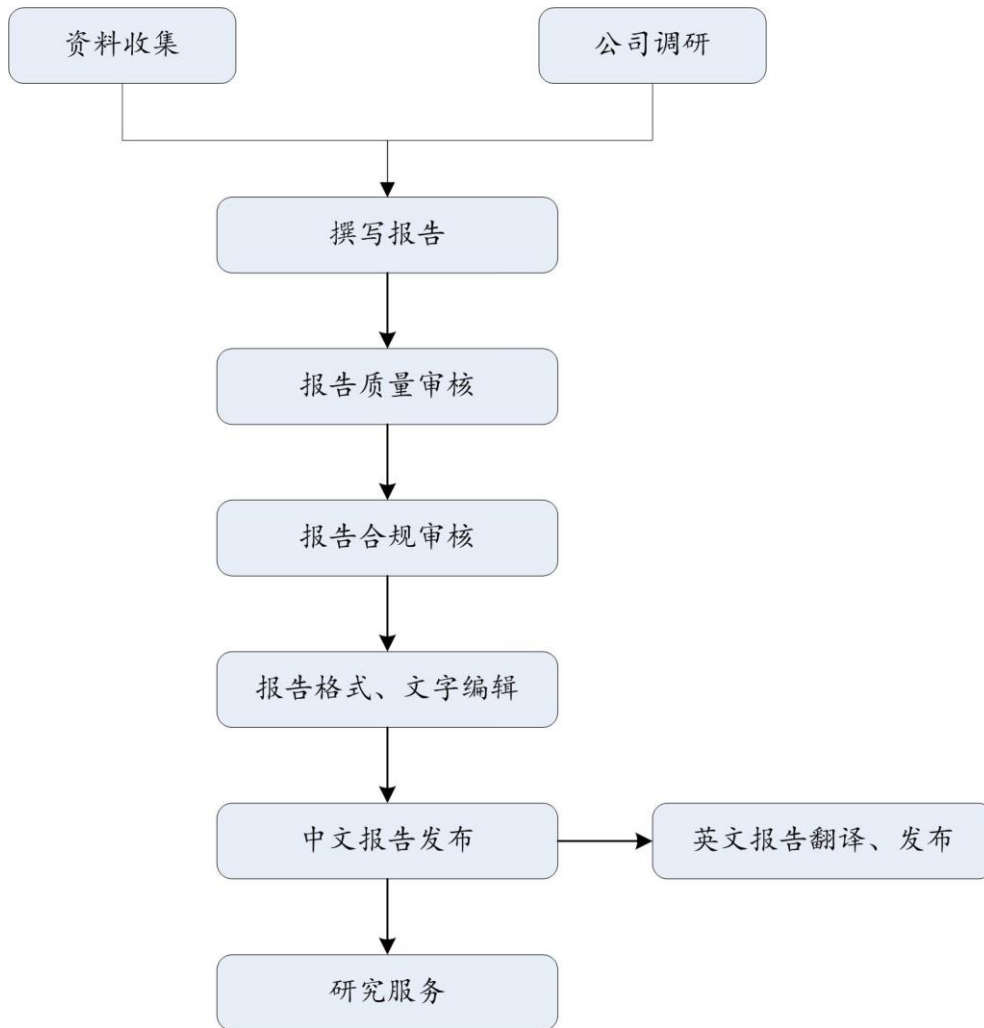 资料收集
公司调研
撰写报告
报告质量审核
报告合规审核
报告格式、文字编辑
中文报告发布
英文报告翻译、发布
研究服务